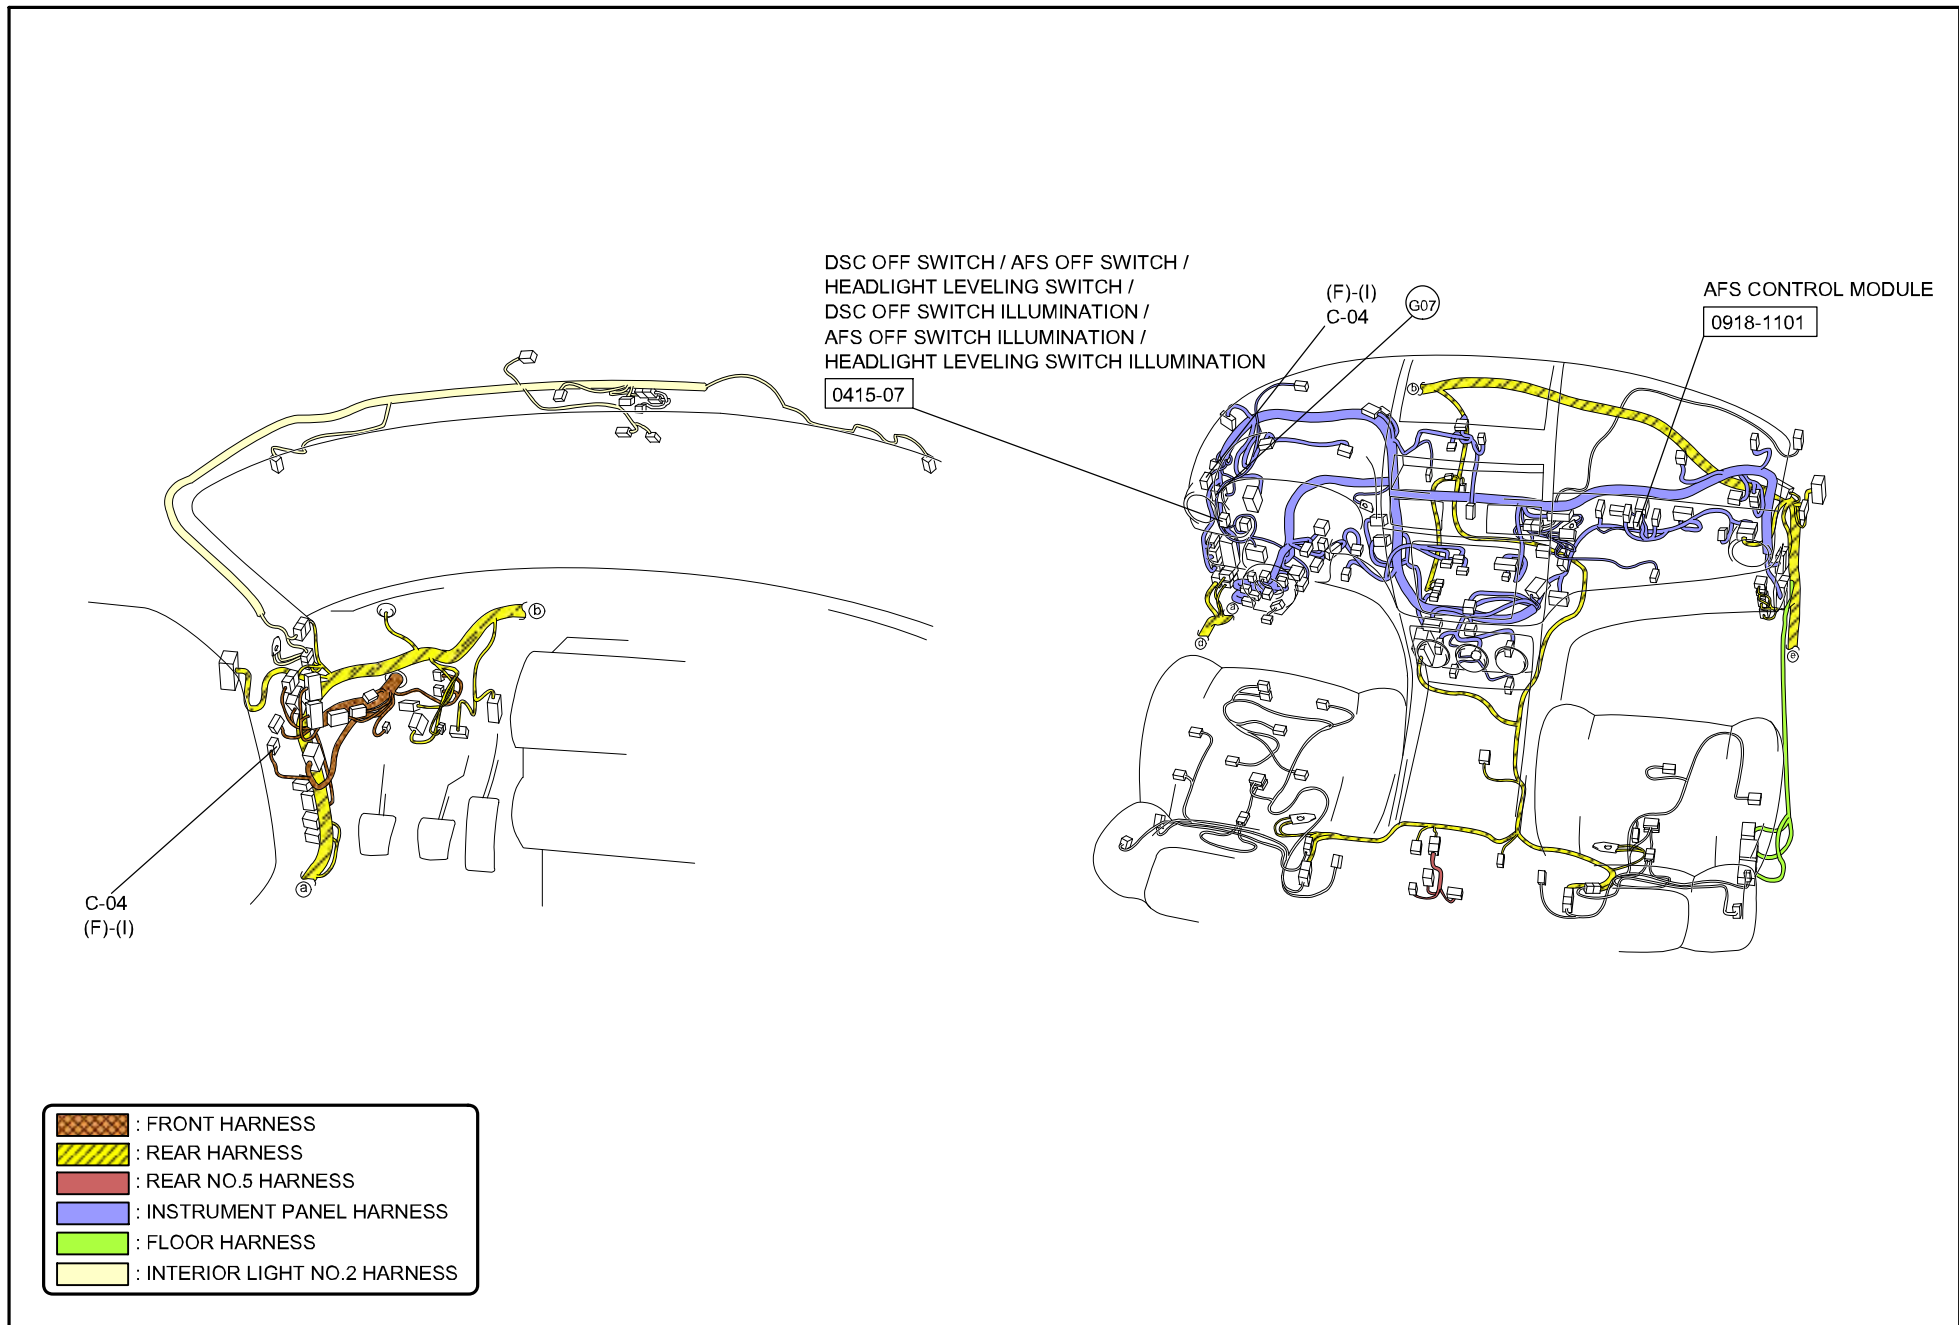 DSC OFF SWITCH / AFS OFF SWITCH /
HEADLIGHT LEVELING SWITCH /
DSC OFF SWITCH ILLUMINATION /
AFS OFF SWITCH ILLUMINATION /
HEADLIGHT LEVELING SWITCH ILLUMINATION
0415-07
(F)-(I)
C-04
G07
AFS CONTROL MODULE
0918-1101
b
b
a
d
e
a
C-04
(F)-(I)
: FRONT HARNESS
: REAR HARNESS
: REAR NO.5 HARNESS
: INSTRUMENT PANEL HARNESS
: FLOOR HARNESS
: INTERIOR LIGHT NO.2 HARNESS